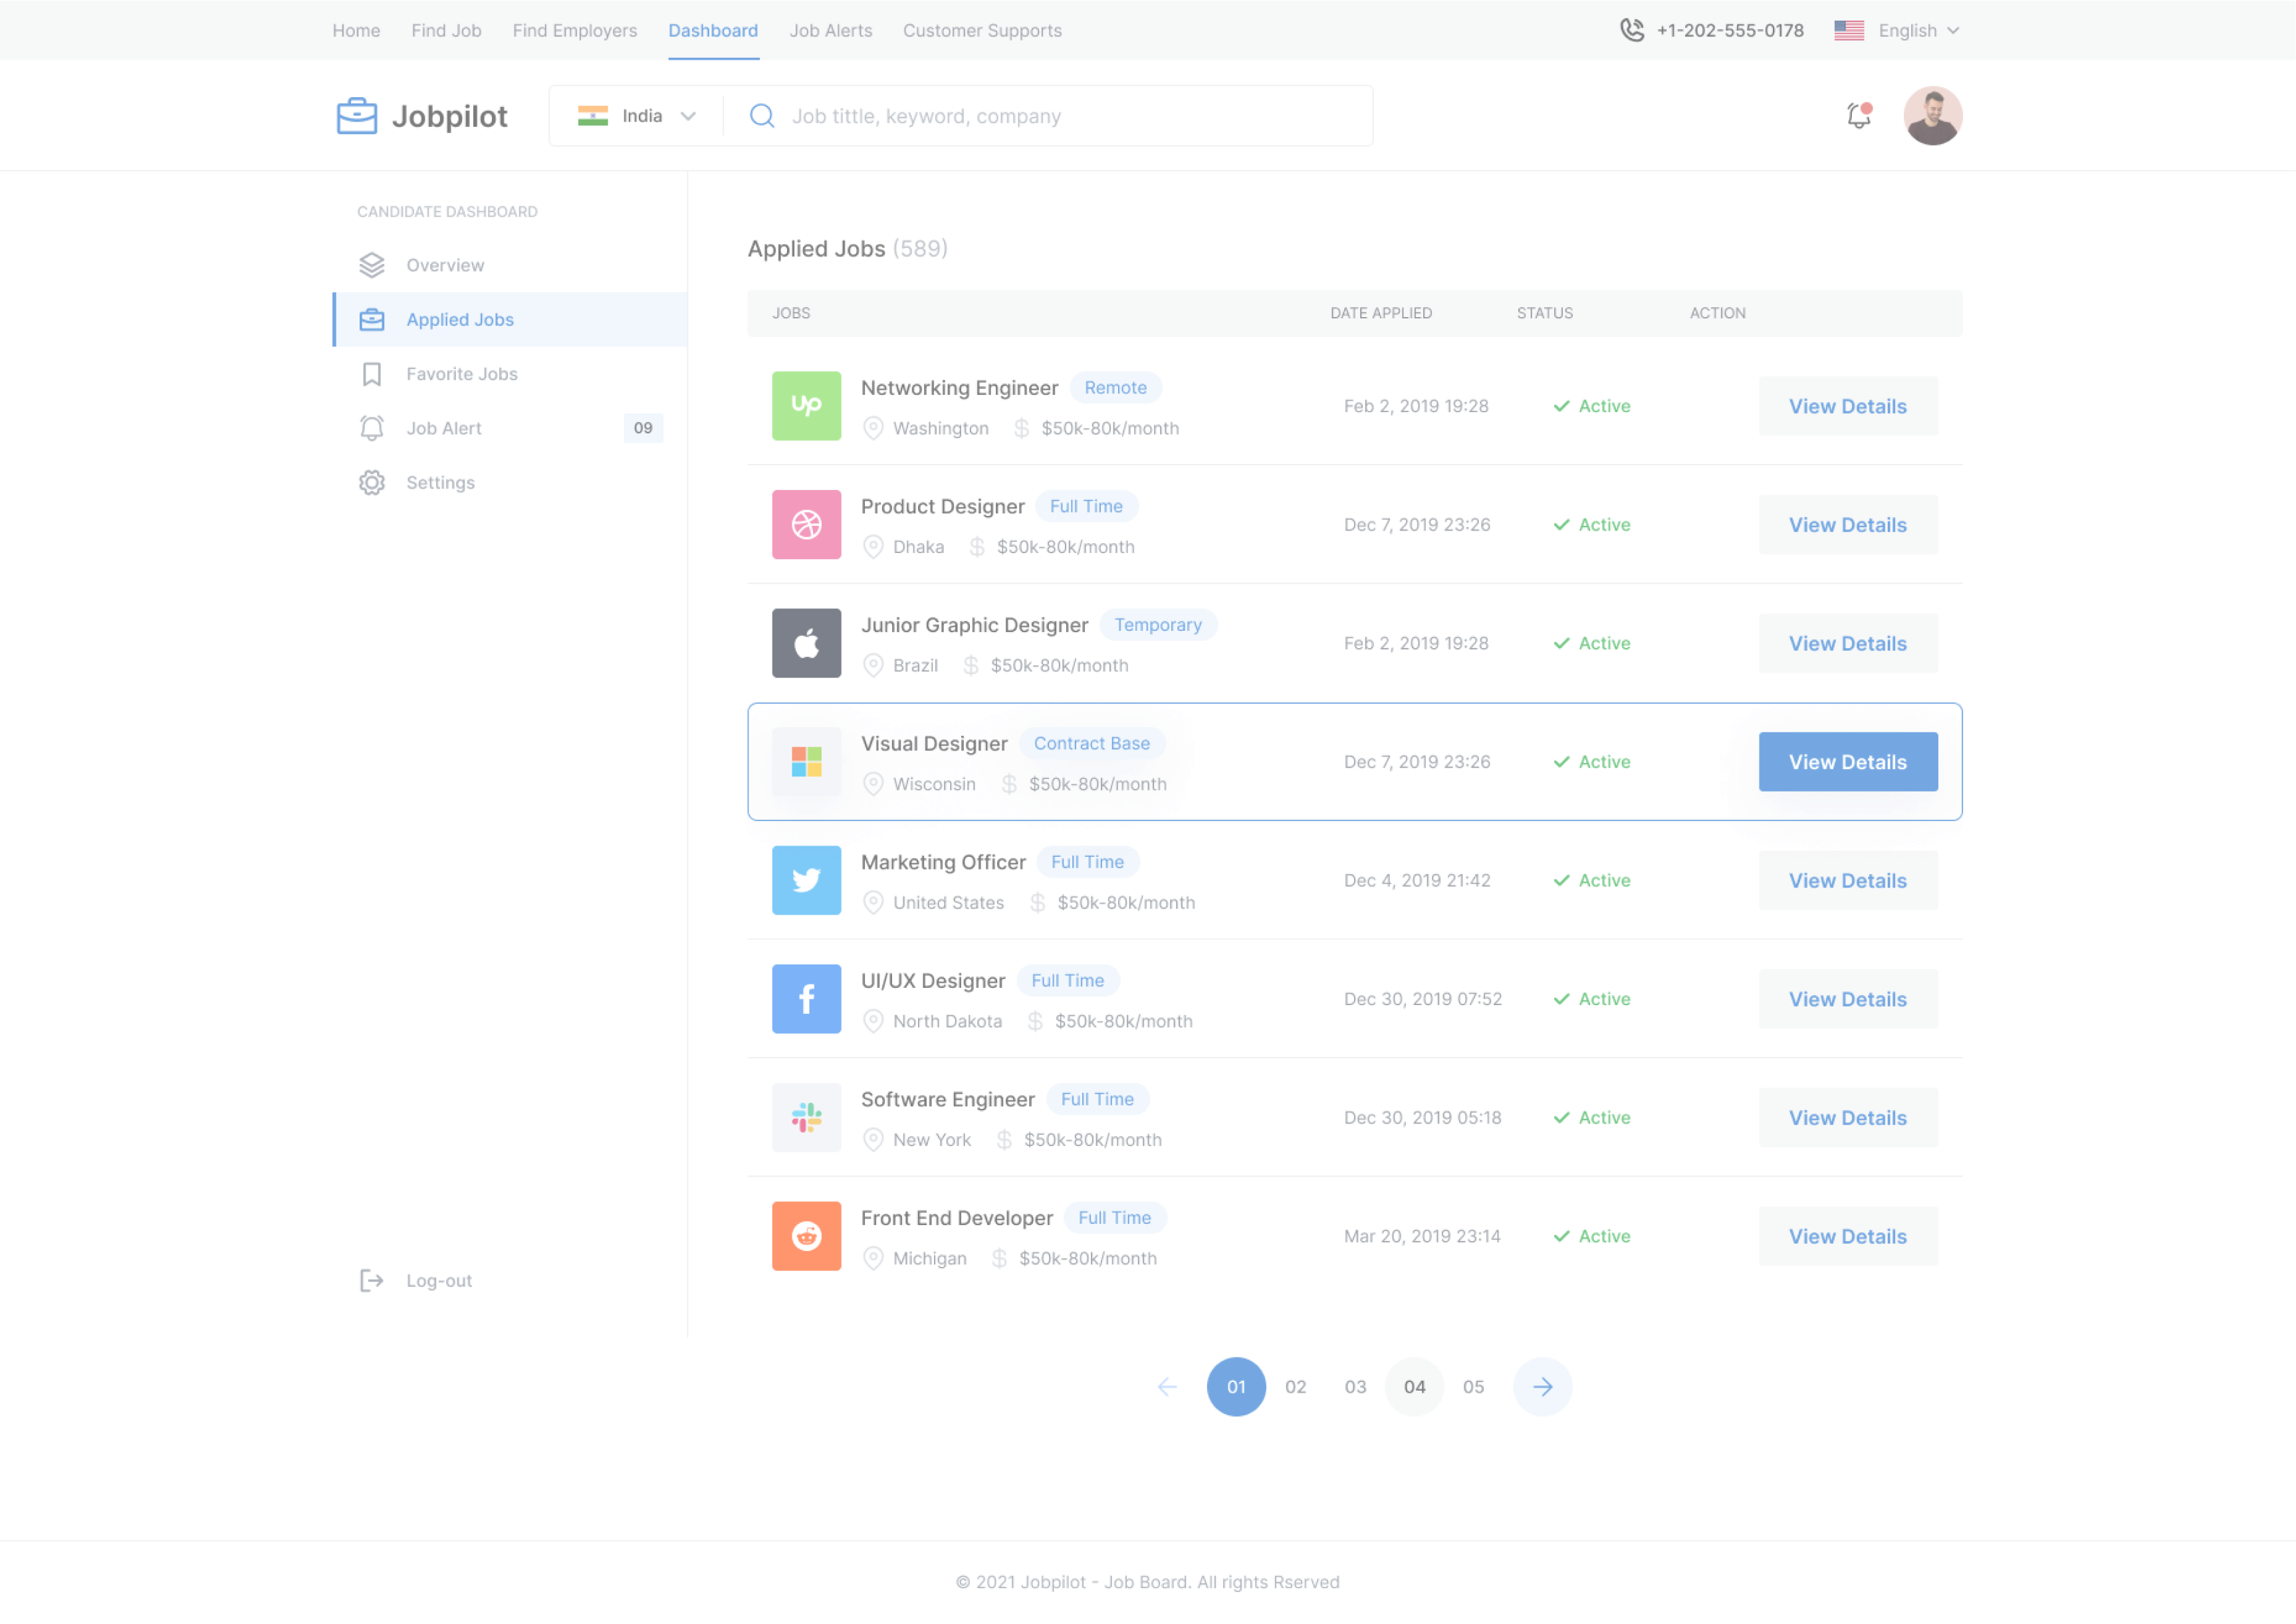 Home Find Job Find Employers Dashboard Job Alerts Customer Supports +1-202-555-0178 English
Jobpilot India Job tittle, keyword, company
CANDIDATE DASHBOARD
Overview
Applied Jobs
Favorite Jobs
Job Alert 09
Settings
Log-out
Applied Jobs (589)
JOBS DATE APPLIED STATUS ACTION
up
Networking Engineer Remote
Washington $50k-80k/month
Feb 2, 2019 19:28 Active View Details
Product Designer Full Time
Dhaka $50k-80k/month
Dec 7, 2019 23:26 Active View Details
Junior Graphic Designer Temporary
Brazil $50k-80k/month
Feb 2, 2019 19:28 Active View Details
Visual Designer Contract Base
Wisconsin $50k-80k/month
Dec 7, 2019 23:26 Active View Details
Marketing Officer Full Time
United States $50k-80k/month
Dec 4, 2019 21:42 Active View Details
f
UI/UX Designer Full Time
North Dakota $50k-80k/month
Dec 30, 2019 07:52 Active View Details
Software Engineer Full Time
New York $50k-80k/month
Dec 30, 2019 05:18 Active View Details
Front End Developer Full Time
Michigan $50k-80k/month
Mar 20, 2019 23:14 Active View Details
01 02 03 04 05
© 2021 Jobpilot - Job Board. All rights Rserved